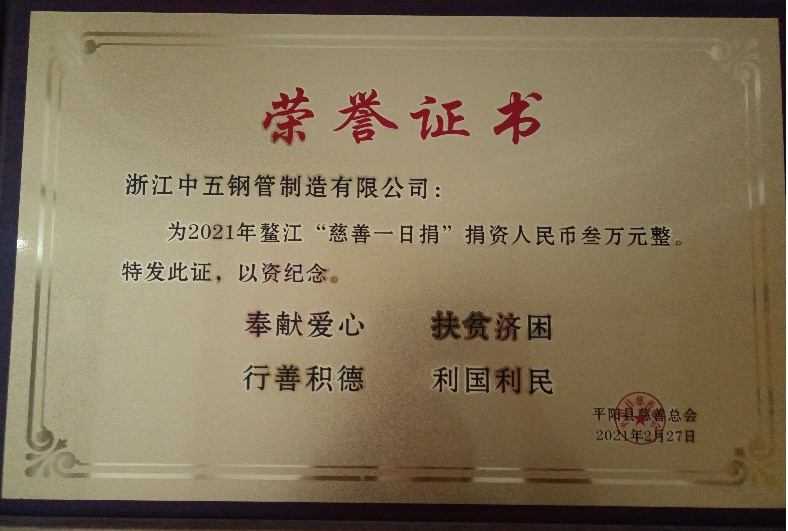 荣誉证书
浙江中五钢管制造有限公司：
为2021年鳌江“慈善一日捐”捐资人民币叁万元整。
特发此证，以资纪念。
奉献爱心 扶贫济困
行善积德 利国利民
平阳县慈善总会
2021年2月27日